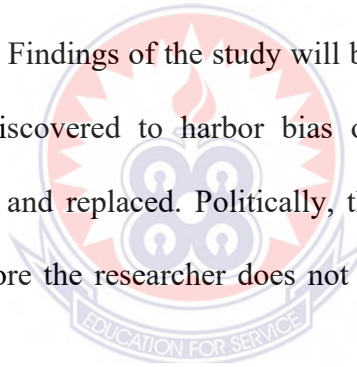 Findings of the study will b
iscovered to harbor bias o
and replaced. Politically, t
ore the researcher does not
EDUCATION FOR SERVICE